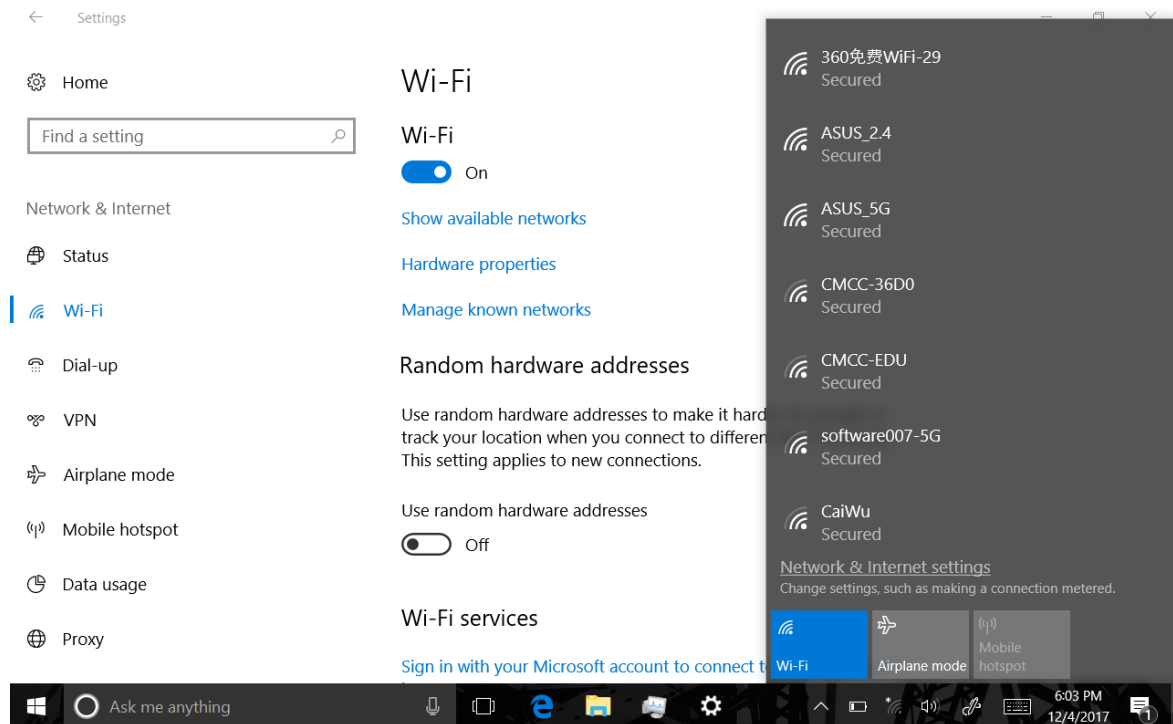 Settings
Home
Find a setting
Network & Internet
Status
Wi-Fi
Dial-up
VPN
Airplane mode
Mobile hotspot
Data usage
Proxy
Wi-Fi
Wi-Fi
On
Show available networks
Hardware properties
Manage known networks
Random hardware addresses
Use random hardware addresses to make it hard
track your location when you connect to differen
This setting applies to new connections.
Use random hardware addresses
Off
Wi-Fi services
Sign in with your Microsoft account to connect t
360免费WiFi-29
Secured
ASUS_2.4
Secured
ASUS_5G
Secured
CMCC-36D0
Secured
CMCC-EDU
Secured
software007-5G
Secured
CaiWu
Secured
Network & Internet settings
Change settings, such as making a connection metered.
Wi-Fi
Airplane mode
Mobile
hotspot
Ask me anything
6:03 PM
12/4/2017
1